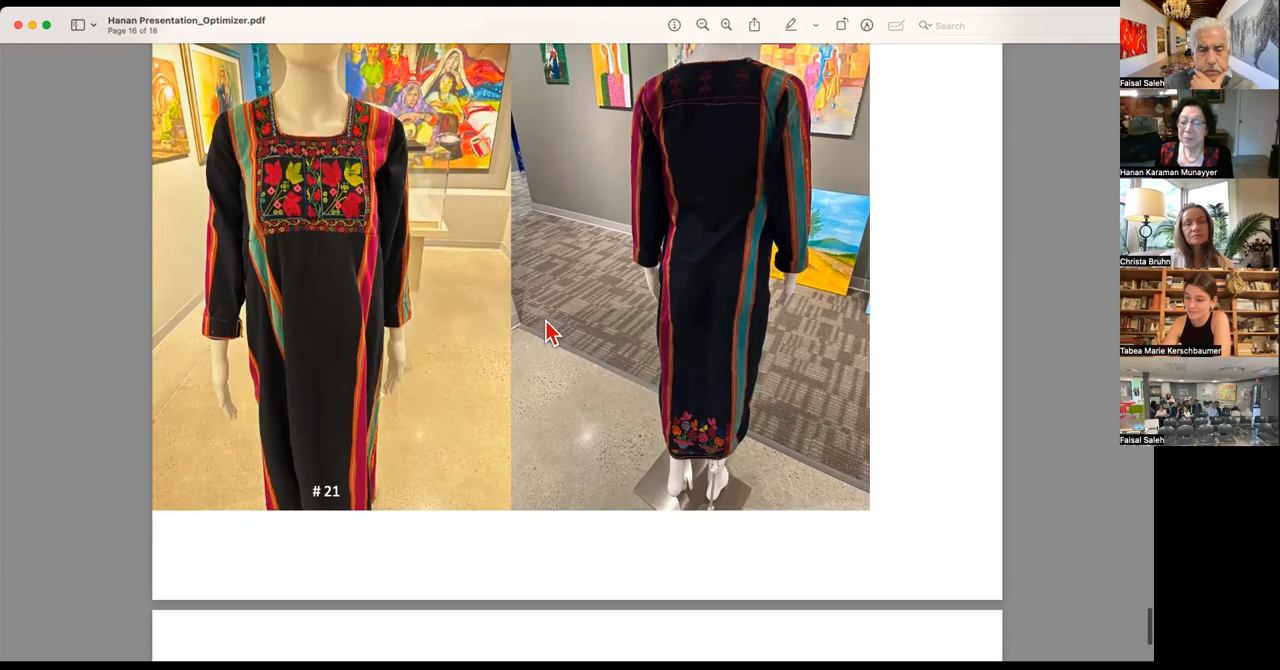 Hanan Presentation_Optimizer.pdf
Page 16 of 18
Search
# 21
Faisal Saleh
Hanan Karaman Munayyer
Christa Bruhn
Tabea Marie Kerschbaumer
Faisal Saleh